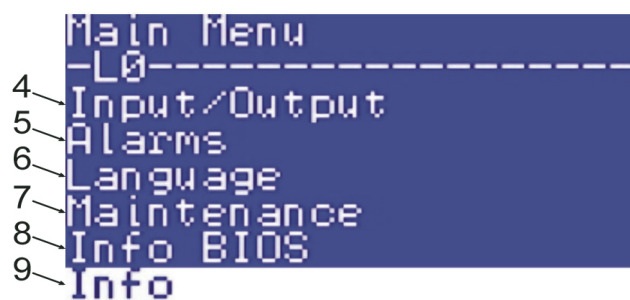 Main Menu
-L0-------------------
4 Input/Output
5 Alarms
6 Language
7 Maintenance
8 Info BIOS
9 Info